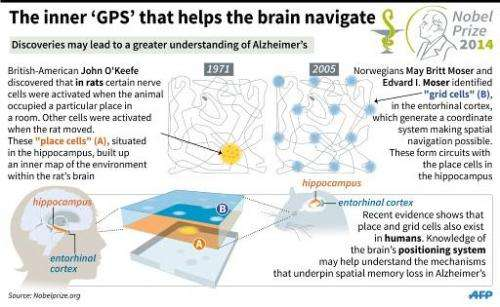 The inner ‘GPS’ that helps the brain navigate
Nobel
Prize
2014
Discoveries may lead to a greater understanding of Alzheimer's
British-American John O'Keefe
discovered that in rats certain nerve
cells were activated when the animal
occupied a particular place in
a room. Other cells were activated
when the rat moved.
These "place cells" (A), situated
in the hippocampus, built up
an inner map of the environment
within the rat's brain
1971
2005
Norwegians May Britt Moser and
Edvard I. Moser identified
"grid cells" (B),
in the entorhinal cortex,
which generate a coordinate
system making spatial
navigation possible.
These form circuits with
the place cells in
the hippocampus
hippocampus
entorhinal
cortex
B
A
hippocampus
entorhinal cortex
Recent evidence shows that
place and grid cells also exist
in humans. Knowledge of
the brain's positioning system
may help understand the mechanisms
that underpin spatial memory loss in Alzheimer's
Source: Nobelprize.org
AFP